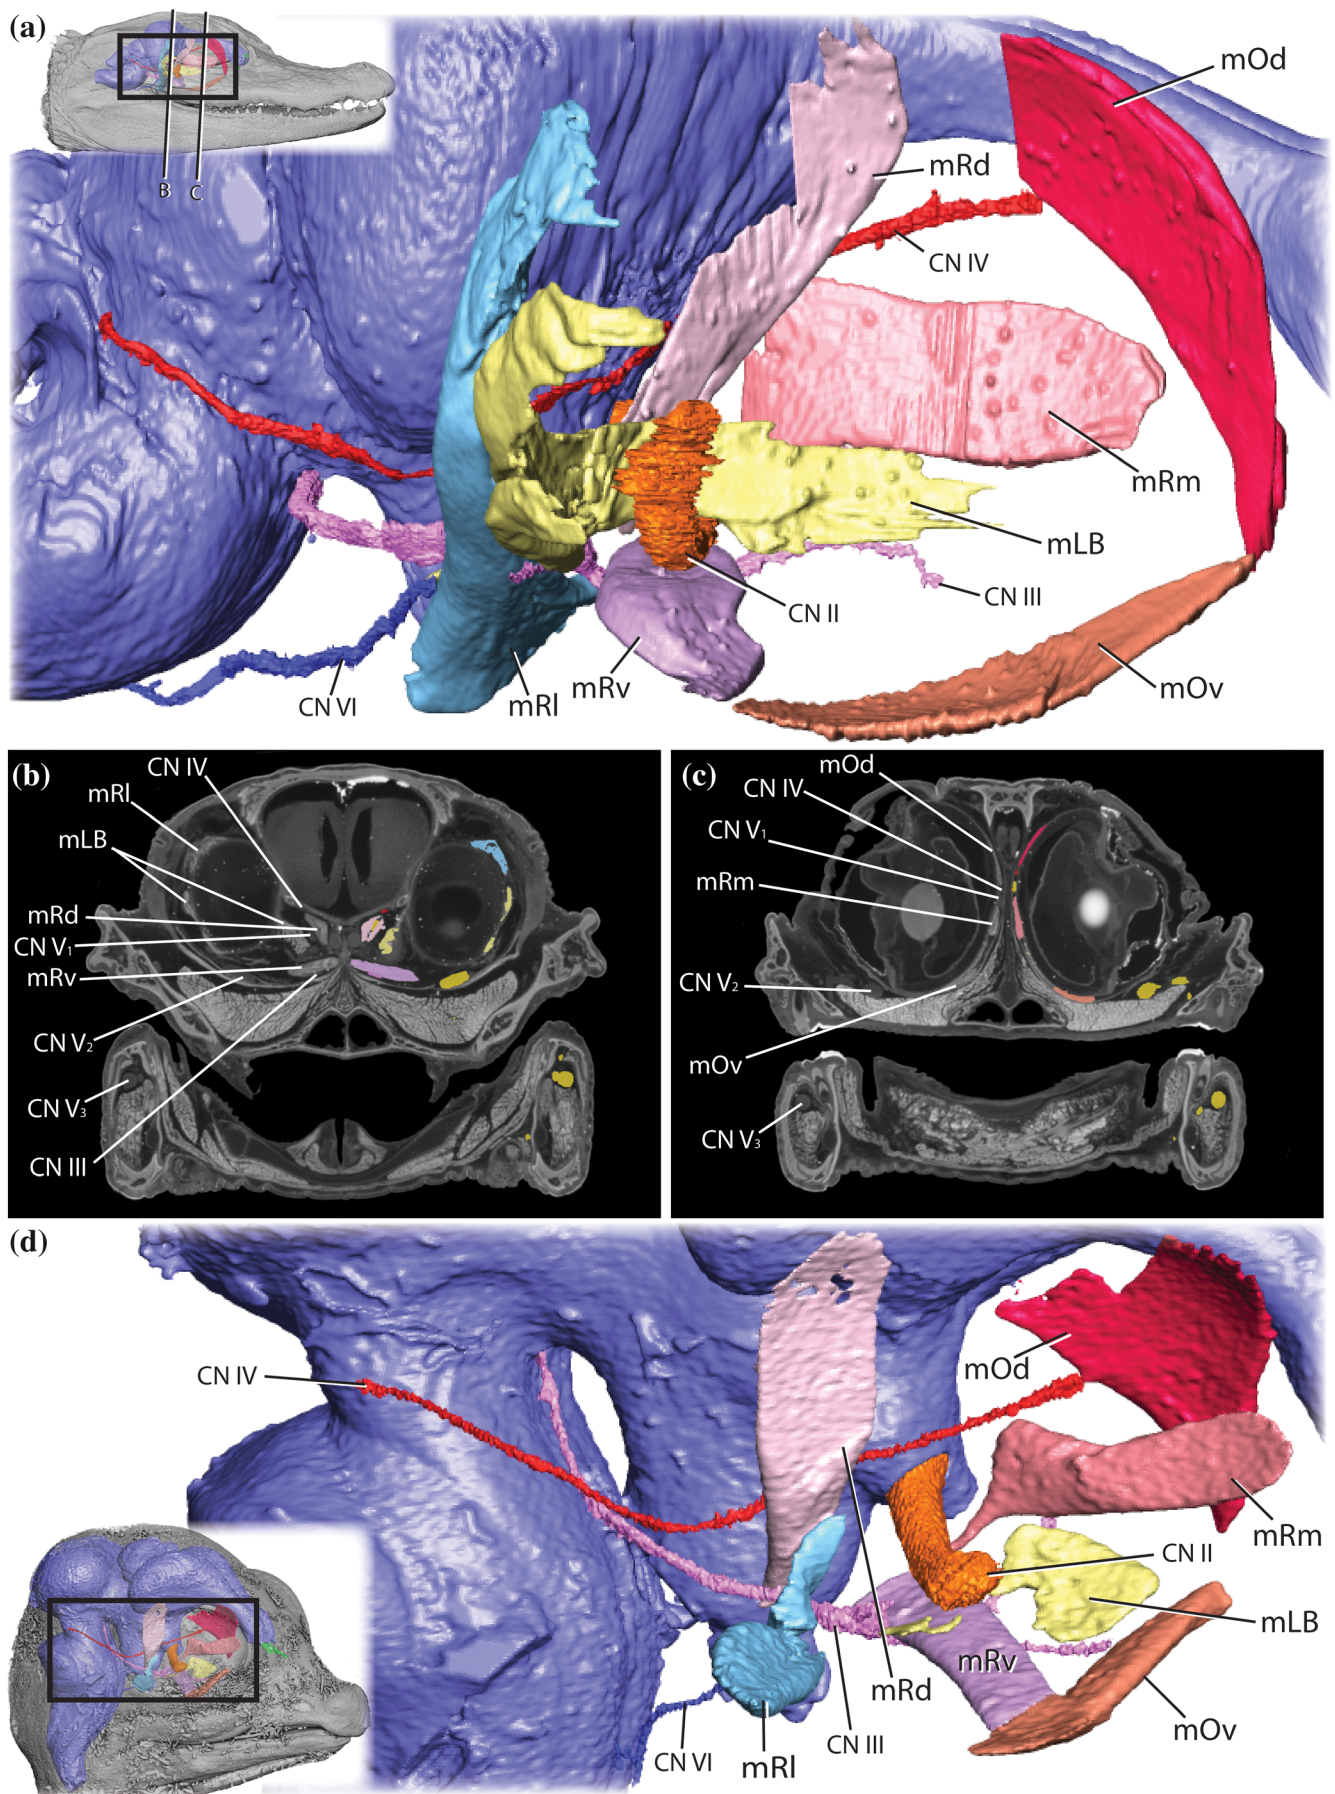 (a)
B
C
mOd
mRd
CN IV
mRm
mLB
CN III
CN II
mOv
mRv
mRl
CN VI
(b)
CN IV
mRl
mLB
mRd
CN V1
mRv
CN V2
CN V3
CN III
(c)
mOd
CN IV
CN V1
mRm
CN V2
mOv
CN V3
(d)
CN IV
mOd
mRm
CN II
mLB
mRv
mRd
mOv
CN III
CN VI
mRl